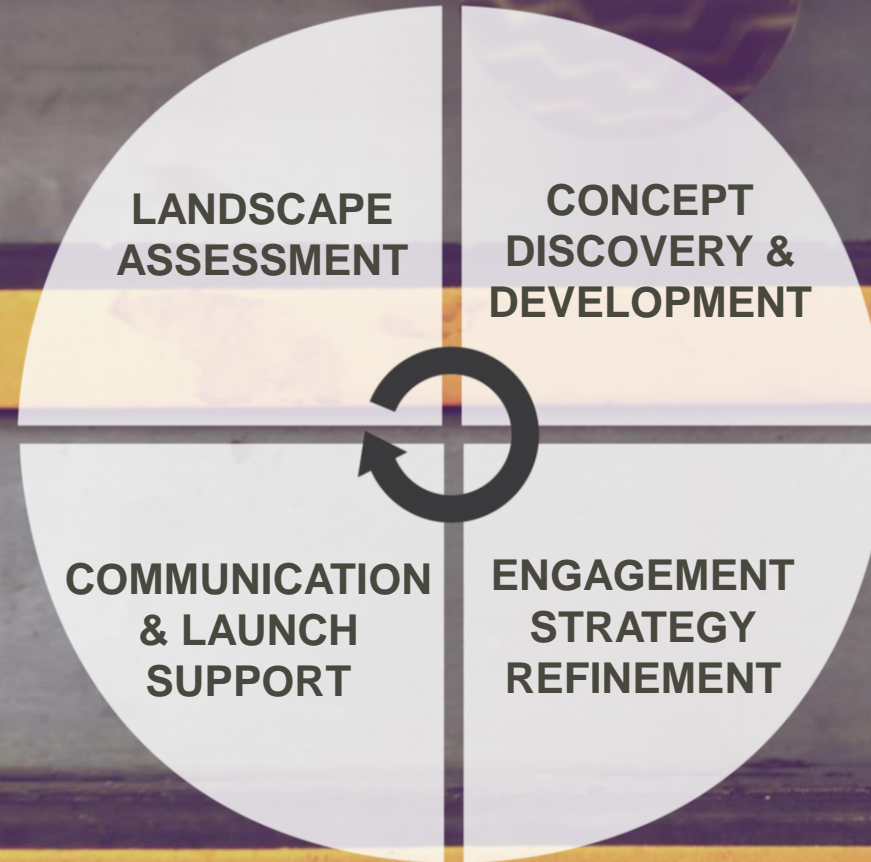 LANDSCAPE
ASSESSMENT
CONCEPT
DISCOVERY &
DEVELOPMENT
ENGAGEMENT
STRATEGY
REFINEMENT
COMMUNICATION
& LAUNCH
SUPPORT